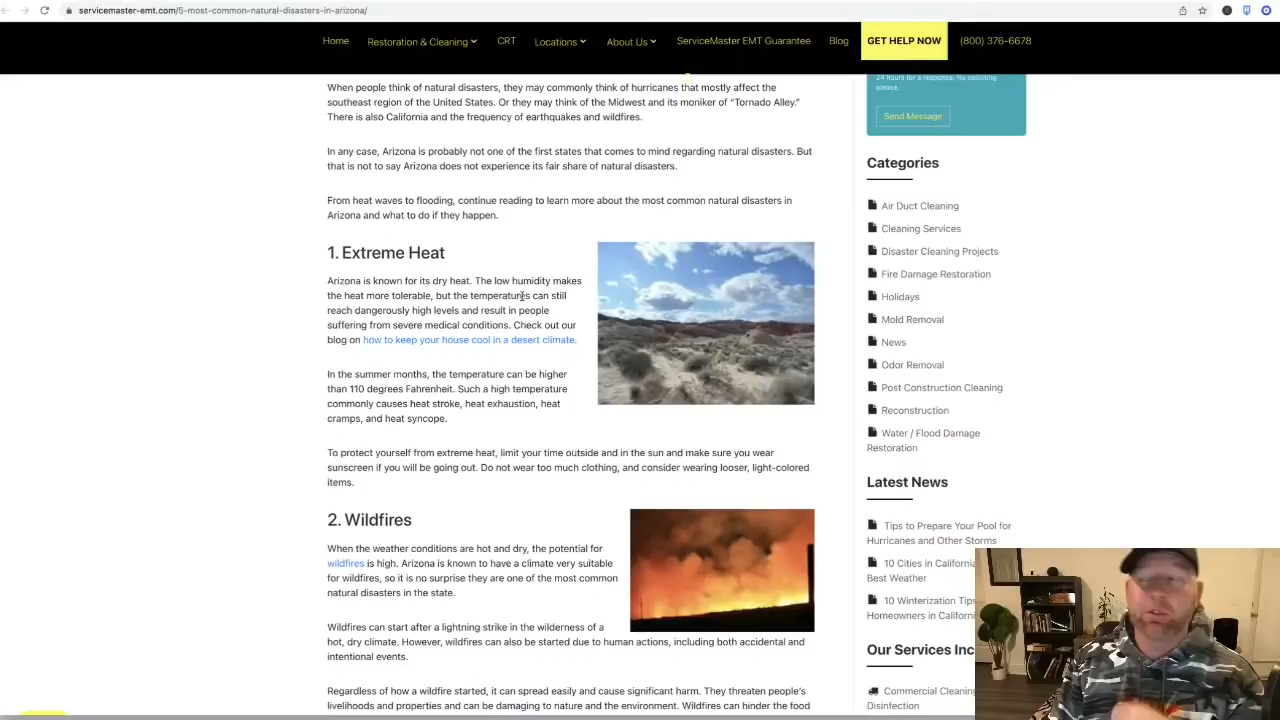 servicemaster-emt.com/5-most-common-natural-disasters-in-arizona/
Home
Restoration & Cleaning
CRT
Locations
About Us
ServiceMaster EMT Guarantee
Blog
GET HELP NOW
(800) 376-6678
When people think of natural disasters, they may commonly think of hurricanes that mostly affect the
southeast region of the United States. Or they may think of the Midwest and its moniker of “Tornado Alley.”
There is also California and the frequency of earthquakes and wildfires.
In any case, Arizona is probably not one of the first states that comes to mind regarding natural disasters. But
that is not to say Arizona does not experience its fair share of natural disasters.
From heat waves to flooding, continue reading to learn more about the most common natural disasters in
Arizona and what to do if they happen.
1. Extreme Heat
Arizona is known for its dry heat. The low humidity makes
the heat more tolerable, but the temperatures can still
reach dangerously high levels and result in people
suffering from severe medical conditions. Check out our
blog on how to keep your house cool in a desert climate.
In the summer months, the temperature can be higher
than 110 degrees Fahrenheit. Such a high temperature
commonly causes heat stroke, heat exhaustion, heat
cramps, and heat syncope.
To protect yourself from extreme heat, limit your time outside and in the sun and make sure you wear
sunscreen if you will be going out. Do not wear too much clothing, and consider wearing looser, light-colored
items.
2. Wildfires
When the weather conditions are hot and dry, the potential for
wildfires is high. Arizona is known to have a climate very suitable
for wildfires, so it is no surprise they are one of the most common
natural disasters in the state.
Wildfires can start after a lightning strike in the wilderness of a
hot, dry climate. However, wildfires can also be started due to human actions, including both accidental and
intentional events.
Regardless of how a wildfire started, it can spread easily and cause significant harm. They threaten people’s
livelihoods and properties and can be damaging to nature and the environment. Wildfires can hinder the food
24 hours for a response. No soliciting
please.
Send Message
Categories
Air Duct Cleaning
Cleaning Services
Disaster Cleaning Projects
Fire Damage Restoration
Holidays
Mold Removal
News
Odor Removal
Post Construction Cleaning
Reconstruction
Water / Flood Damage
Restoration
Latest News
Tips to Prepare Your Pool for
Hurricanes and Other Storms
10 Cities in California
Best Weather
10 Winterization Tips
Homeowners in Californi
Our Services Inc
Commercial Cleaning
Disinfection